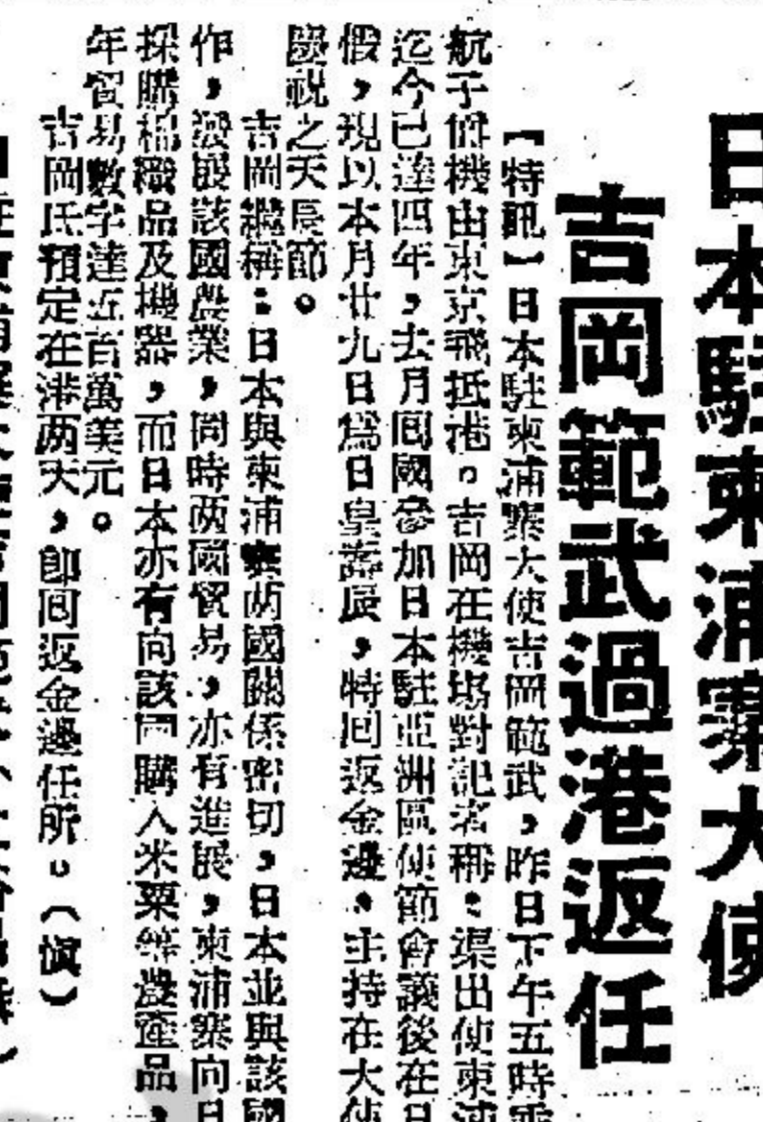 日本駐柬浦寨大使
吉岡範武過港返任
【特訊】日本駐柬浦寨大使吉岡範武，昨日下午五時乘
航子爵機由東京飛抵港。吉岡在機塲對記者稱：渠出使柬浦
迄今已達四年，去月回國參加日本駐亞洲區使節會議後在日
假，現以本月廿九日爲日皇壽辰，特回返金邊，主持在大使
慶祝之天長節。
吉岡繼稱：日本與柬浦寨兩國關係密切，日本並與該國
作，發展該國農業，同時兩國貿易，亦有進展，柬浦寨向日
採購棉織品及機器，而日本亦有向該國購入米粟等農產品，
年貿易數字達近百萬美元。
吉岡氏預定在港兩天，卽回返金邊任所。（慎）